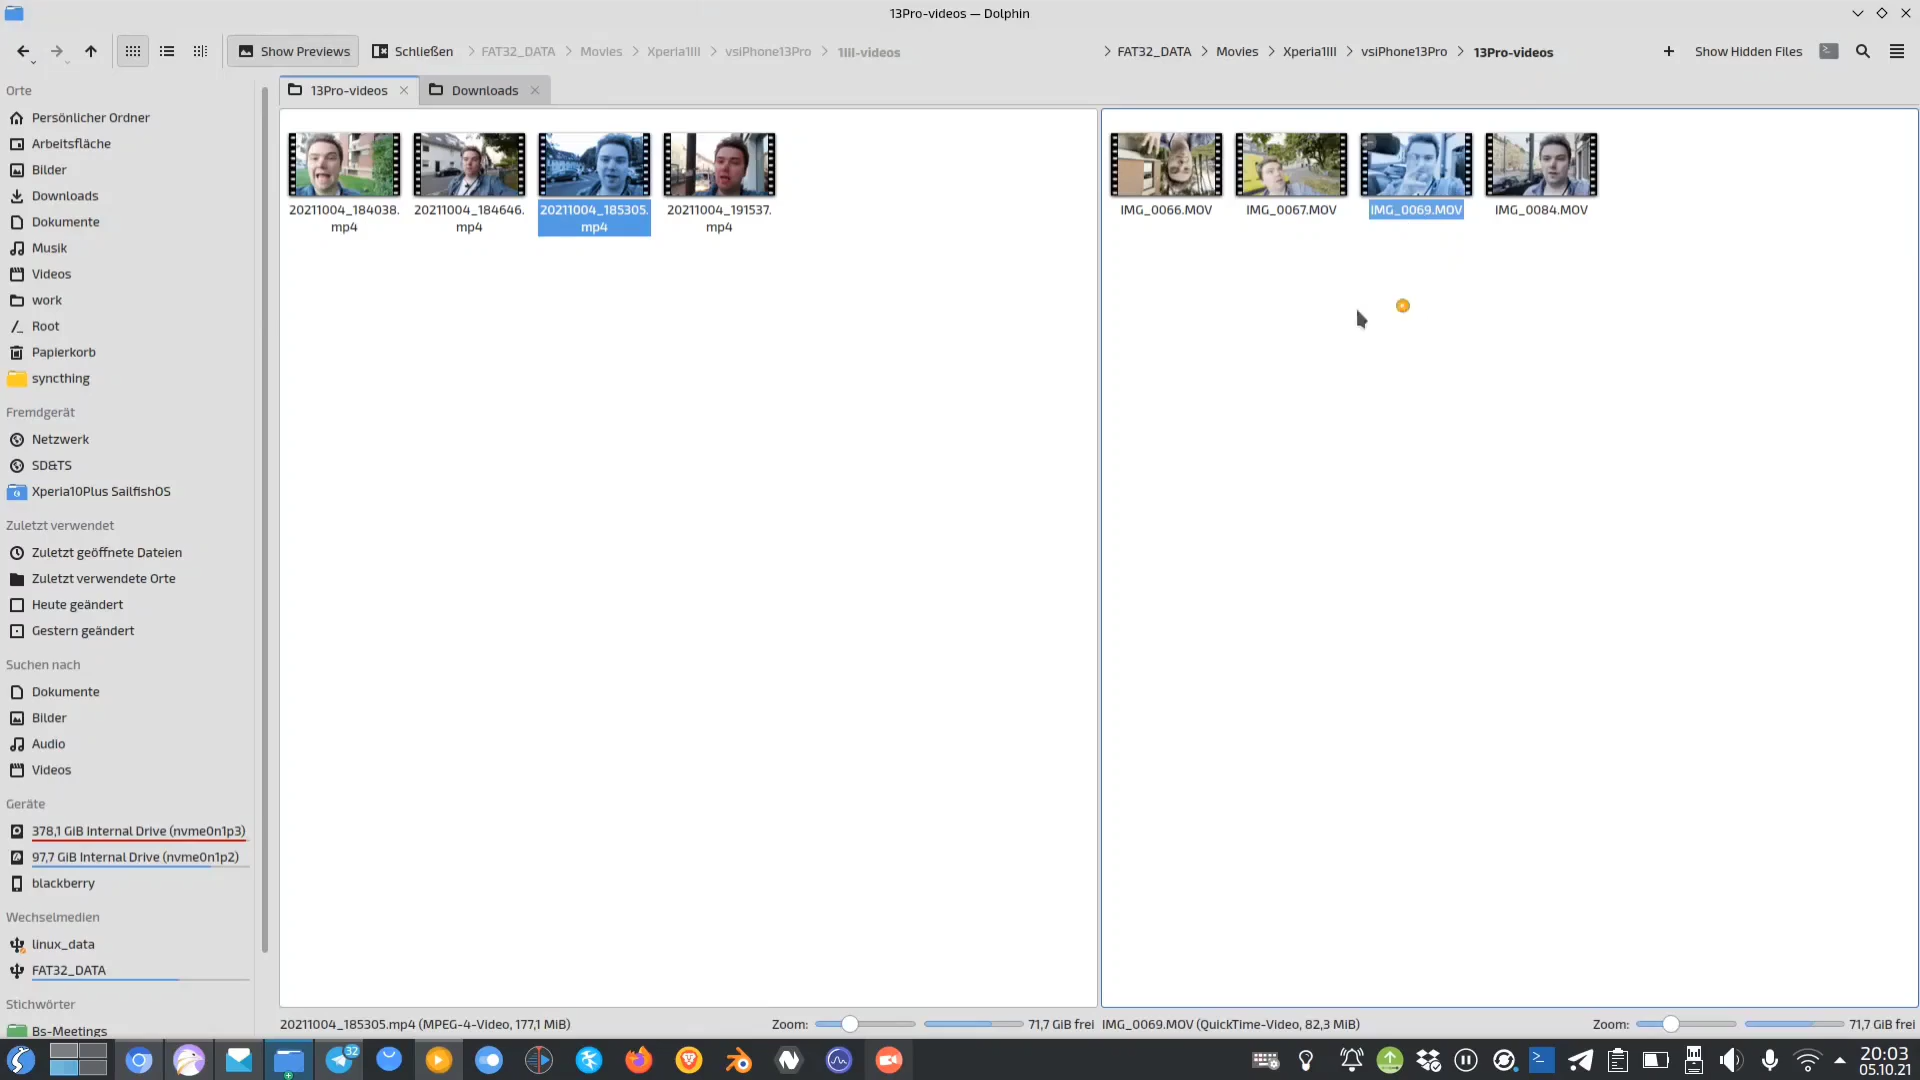 13Pro-videos — Dolphin
Show Previews
Schließen
FAT32_DATA
Movies
Xperia1III
vsiPhone13Pro
1III-videos
FAT32_DATA
Movies
Xperia1III
vsiPhone13Pro
13Pro-videos
Show Hidden Files
13Pro-videos
Downloads
Orte
Persönlicher Ordner
Arbeitsfläche
Bilder
Downloads
Dokumente
Musik
Videos
work
Root
Papierkorb
syncthing
Fremdgerät
Netzwerk
SD&TS
Xperia10Plus SailfishOS
Zuletzt verwendet
Zuletzt geöffnete Dateien
Zuletzt verwendete Orte
Heute geändert
Gestern geändert
Suchen nach
Dokumente
Bilder
Audio
Videos
Geräte
378,1 GiB Internal Drive (nvme0n1p3)
97,7 GiB Internal Drive (nvme0n1p2)
blackberry
Wechselmedien
linux_data
FAT32_DATA
Stichwörter
Bs-Meetings
20211004_184038.
mp4
20211004_184646.
mp4
20211004_185305.
mp4
20211004_191537.
mp4
IMG_0066.MOV
IMG_0067.MOV
IMG_0069.MOV
IMG_0084.MOV
20211004_185305.mp4 (MPEG-4-Video, 177,1 MiB)
Zoom:
71,7 GiB frei
IMG_0069.MOV (QuickTime-Video, 82,3 MiB)
Zoom:
71,7 GiB frei
32
20:03
05.10.21